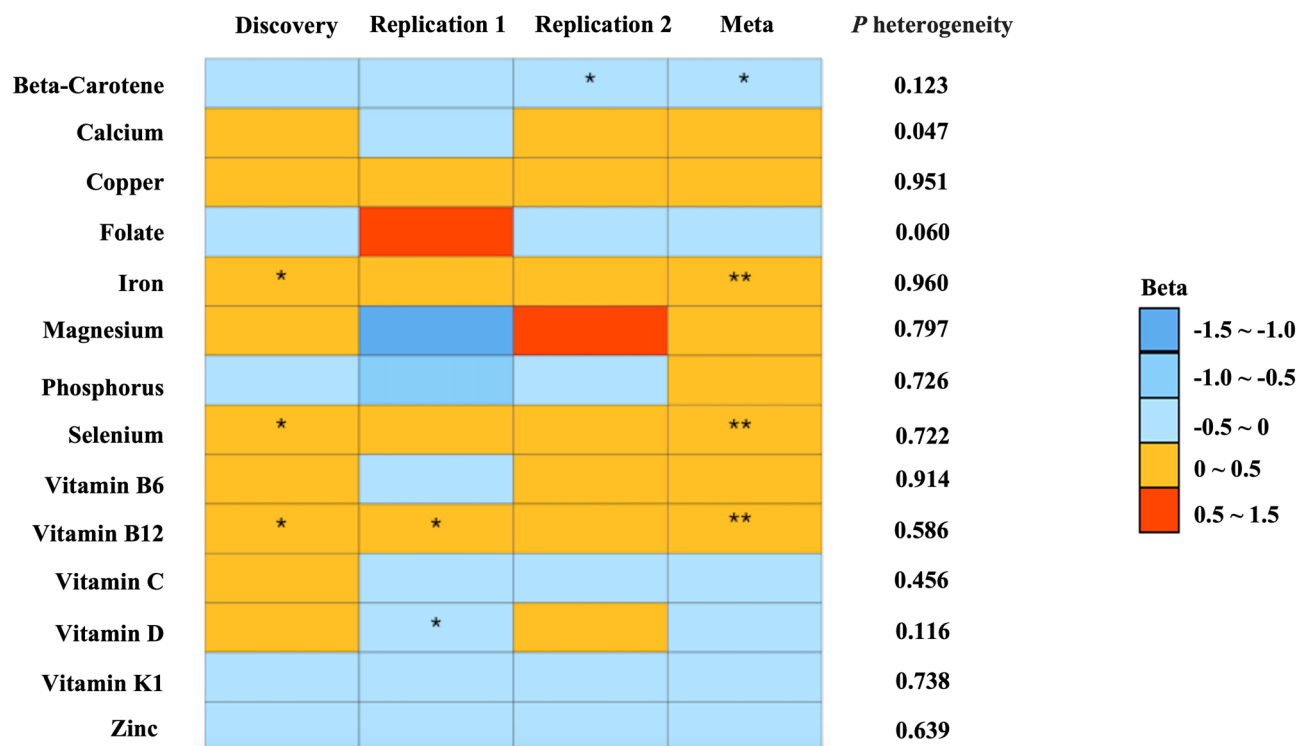 Discovery Replication 1 Replication 2 Meta P heterogeneity
Beta-Carotene * * 0.123
Calcium 0.047
Copper 0.951
Folate 0.060
Iron * ** 0.960
Magnesium 0.797
Phosphorus 0.726
Selenium * ** 0.722
Vitamin B6 0.914
Vitamin B12 * * ** 0.586
Vitamin C 0.456
Vitamin D * 0.116
Vitamin K1 0.738
Zinc 0.639
Beta
-1.5 ~ -1.0
-1.0 ~ -0.5
-0.5 ~ 0
0 ~ 0.5
0.5 ~ 1.5